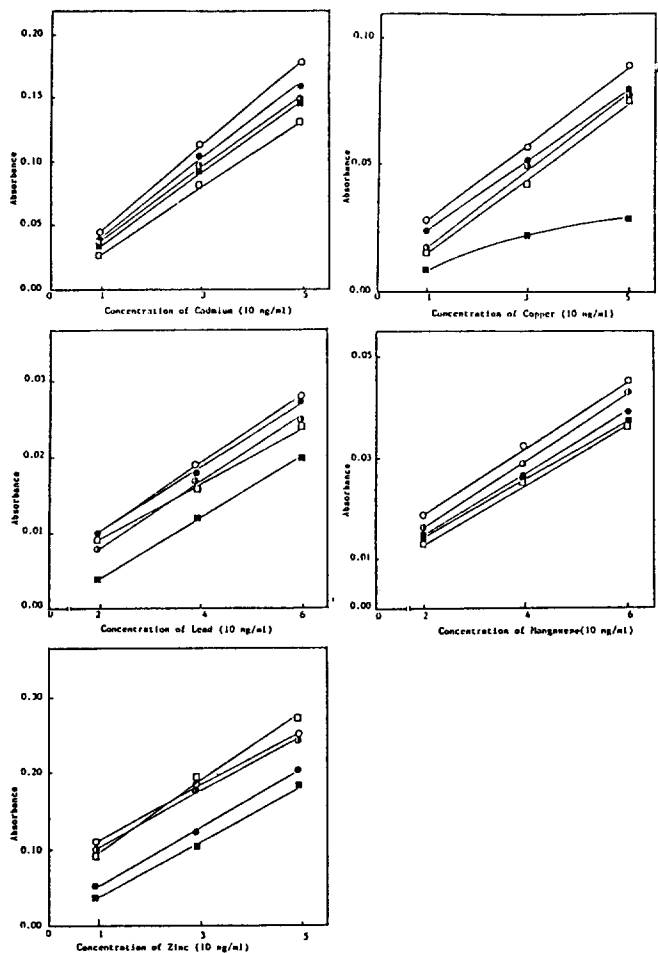 0.20
0.15
0.10
0.05
0.00
Absorbance
0 1 3 5
Concentration of Cadmium (10 ng/ml)
0.10
0.05
0.00
Absorbance
0 1 3 5
Concentration of Copper (10 ng/ml)
0.03
0.02
0.01
0.00
Absorbance
0 2 4 6
Concentration of Lead (10 ng/ml)
0.05
0.03
0.01
0.00
Absorbance
0 2 4 6
Concentration of Manganese(10 ng/ml)
0.30
0.20
0.10
0.00
Absorbance
0 1 3 5
Concentration of Zinc (10 ng/ml)